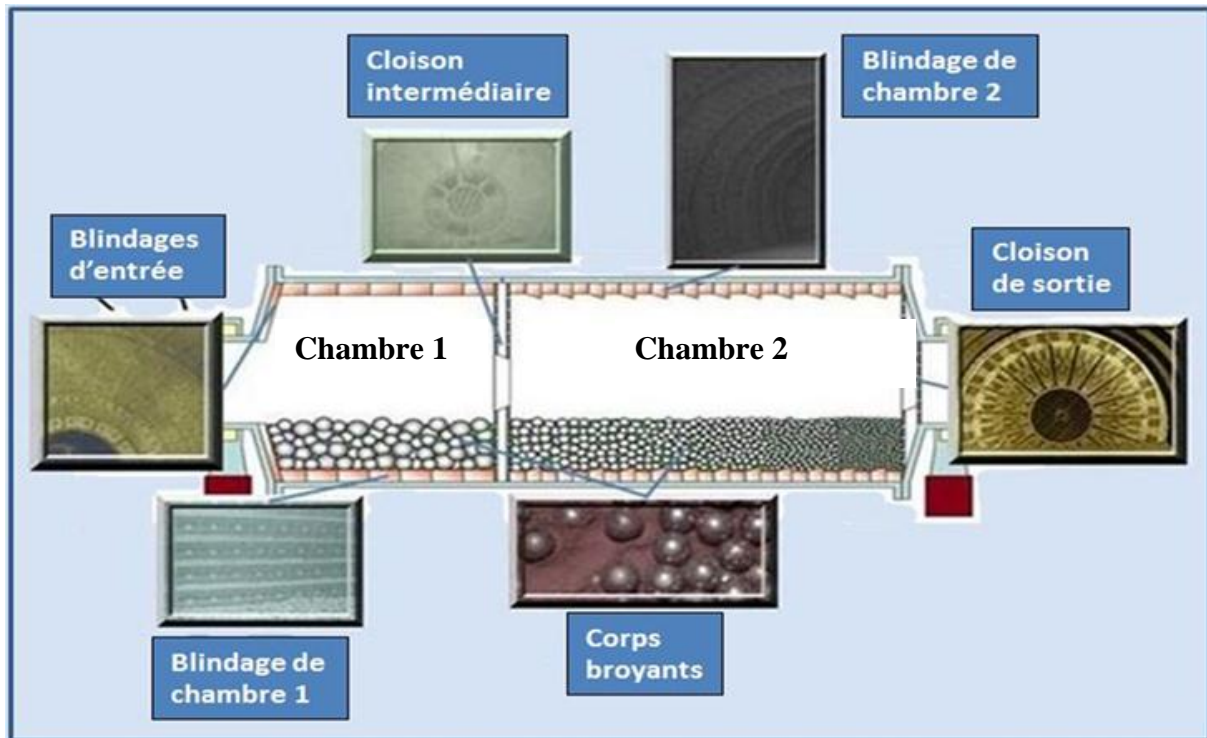 Cloison
intermédiaire
Blindage de
chambre 2
Blindages
d’entrée
Cloison
de sortie
Chambre 1
Chambre 2
Blindage de
chambre 1
Corps
broyants